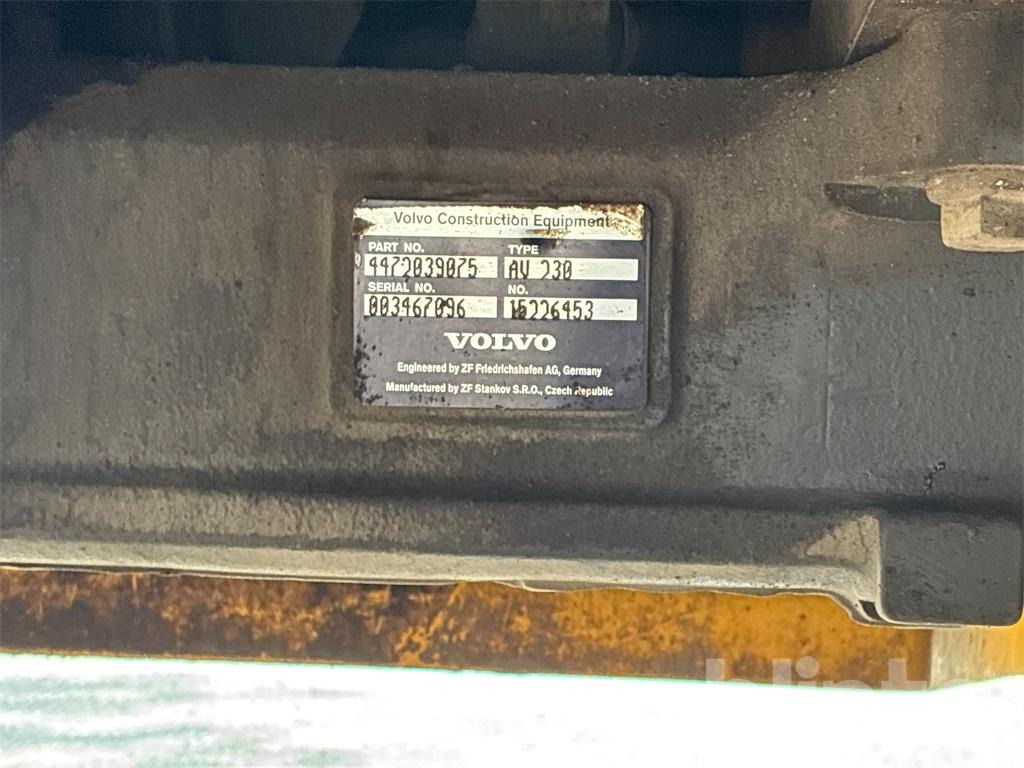 Volvo Construction Equipment
PART NO. TYPE
4472039075 AV 230
SERIAL NO. NO.
003467096 15226453
VOLVO
Engineered by ZF Friedrichshafen AG, Germany
Manufactured by ZF Stankov S.R.O., Czech Republic